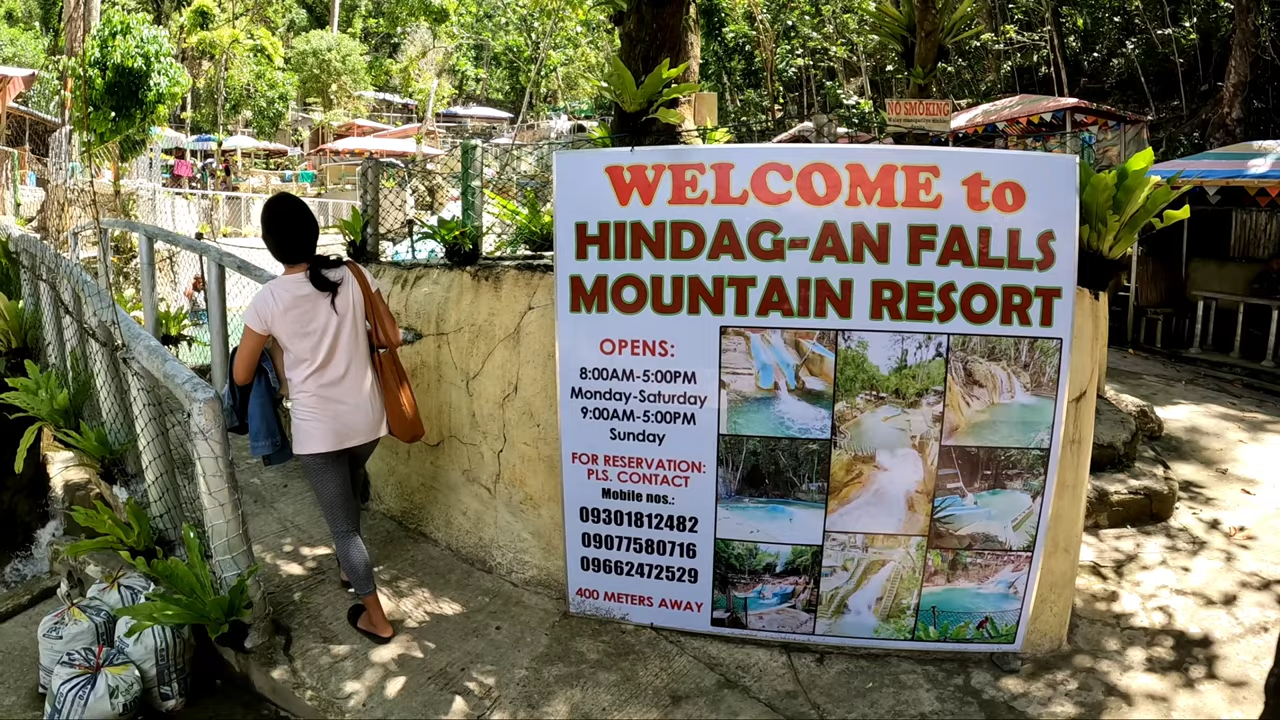 NO SMOKING
WELCOME to
HINDAG-AN FALLS
MOUNTAIN RESORT
OPENS:
8:00AM-5:00PM
Monday-Saturday
9:00AM-5:00PM
Sunday
FOR RESERVATION:
PLS. CONTACT
Mobile nos.:
09301812482
09077580716
09662472529
400 METERS AWAY